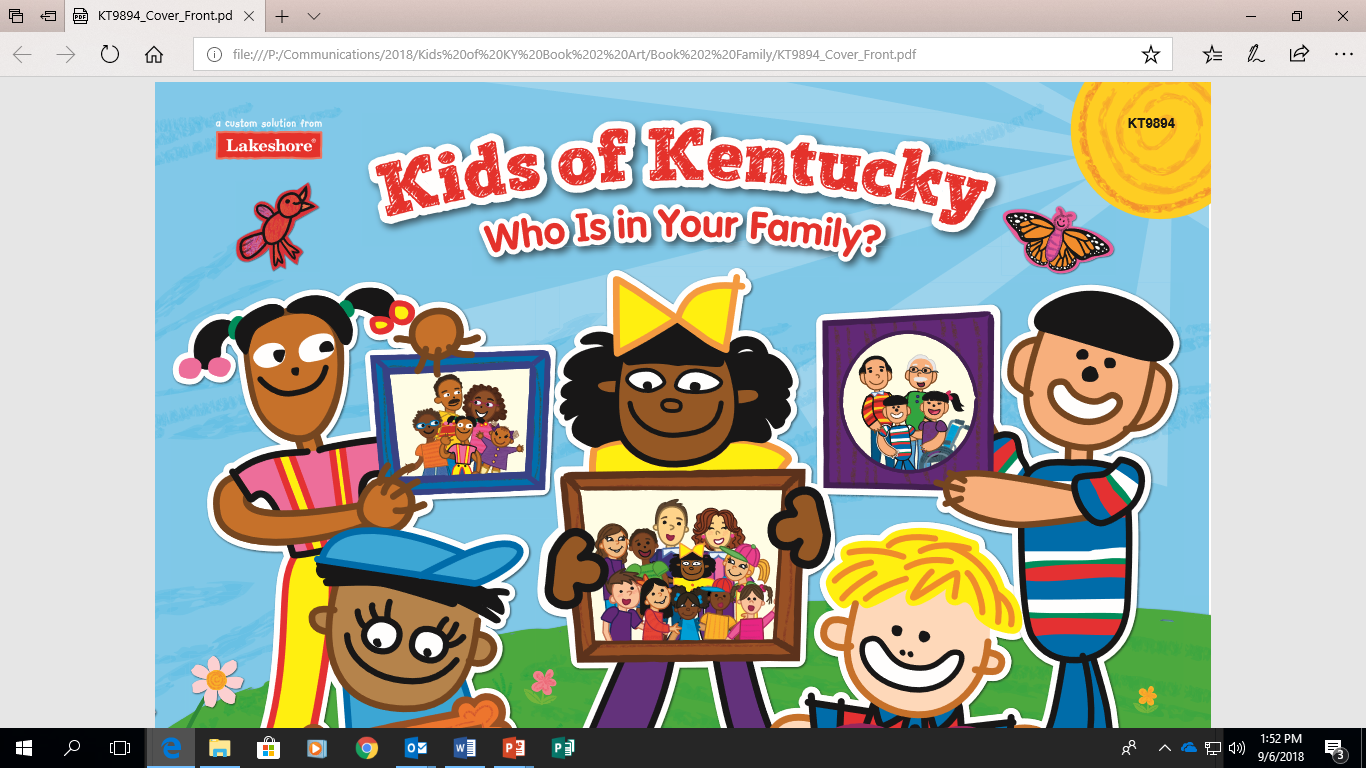 KT9894_Cover_Front.pd
file:///P:/Communications/2018/Kids%20of%20KY%20Book%202%20Art/Book%202%20Family/KT9894_Cover_Front.pdf
a custom solution from
Lakeshore®
KT9894
Kids of Kentucky
Who Is in Your Family?
1:52 PM
9/6/2018
3